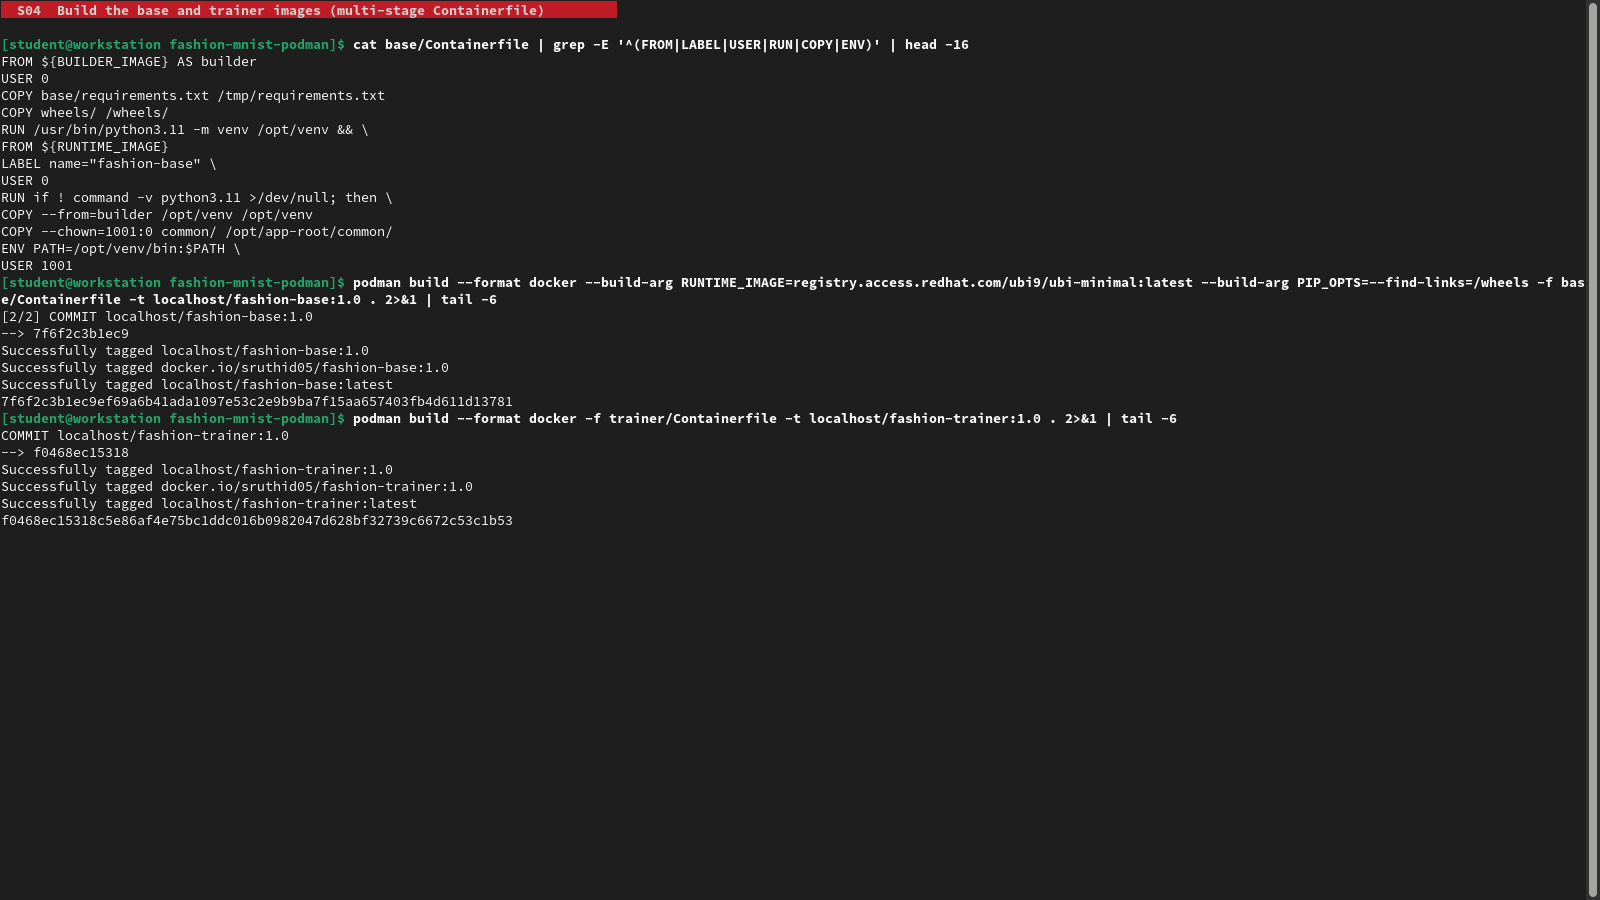 S04  Build the base and trainer images (multi-stage Containerfile)
[student@workstation fashion-mnist-podman]$ cat base/Containerfile | grep -E '^(FROM|LABEL|USER|RUN|COPY|ENV)' | head -16
FROM ${BUILDER_IMAGE} AS builder
USER 0
COPY base/requirements.txt /tmp/requirements.txt
COPY wheels/ /wheels/
RUN /usr/bin/python3.11 -m venv /opt/venv && \
FROM ${RUNTIME_IMAGE}
LABEL name="fashion-base" \
USER 0
RUN if ! command -v python3.11 >/dev/null; then \
COPY --from=builder /opt/venv /opt/venv
COPY --chown=1001:0 common/ /opt/app-root/common/
ENV PATH=/opt/venv/bin:$PATH \
USER 1001
[student@workstation fashion-mnist-podman]$ podman build --format docker --build-arg RUNTIME_IMAGE=registry.access.redhat.com/ubi9/ubi-minimal:latest --build-arg PIP_OPTS=--find-links=/wheels -f bas
e/Containerfile -t localhost/fashion-base:1.0 . 2>&1 | tail -6
[2/2] COMMIT localhost/fashion-base:1.0
--> 7f6f2c3b1ec9
Successfully tagged localhost/fashion-base:1.0
Successfully tagged docker.io/sruthid05/fashion-base:1.0
Successfully tagged localhost/fashion-base:latest
7f6f2c3b1ec9ef69a6b41ada1097e53c2e9b9ba7f15aa657403fb4d611d13781
[student@workstation fashion-mnist-podman]$ podman build --format docker -f trainer/Containerfile -t localhost/fashion-trainer:1.0 . 2>&1 | tail -6
COMMIT localhost/fashion-trainer:1.0
--> f0468ec15318
Successfully tagged localhost/fashion-trainer:1.0
Successfully tagged docker.io/sruthid05/fashion-trainer:1.0
Successfully tagged localhost/fashion-trainer:latest
f0468ec15318c5e86af4e75bc1ddc016b0982047d628bf32739c6672c53c1b53